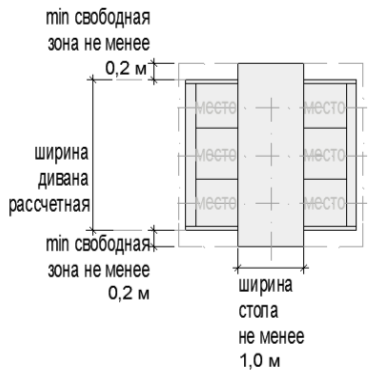 min свободная
зона не менее
0,2 м
место место
ширина
дивана
рассчетная
место место
место место
min свободная
зона не менее
0,2 м
ширина
стола
не менее
1,0 м